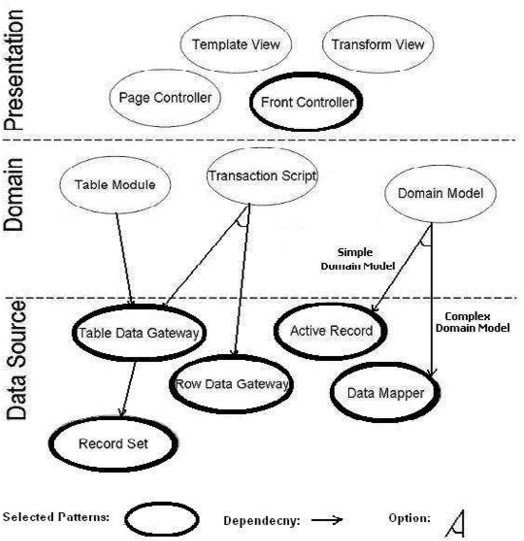 Presentation
Template View
Transform View
Page Controller
Front Controller
Domain
Table Module
Transaction Script
Domain Model
Simple
Domain Model
Data Source
Table Data Gateway
Active Record
Complex
Domain Model
Row Data Gateway
Data Mapper
Record Set
Selected Patterns:
Dependecny:
Option: